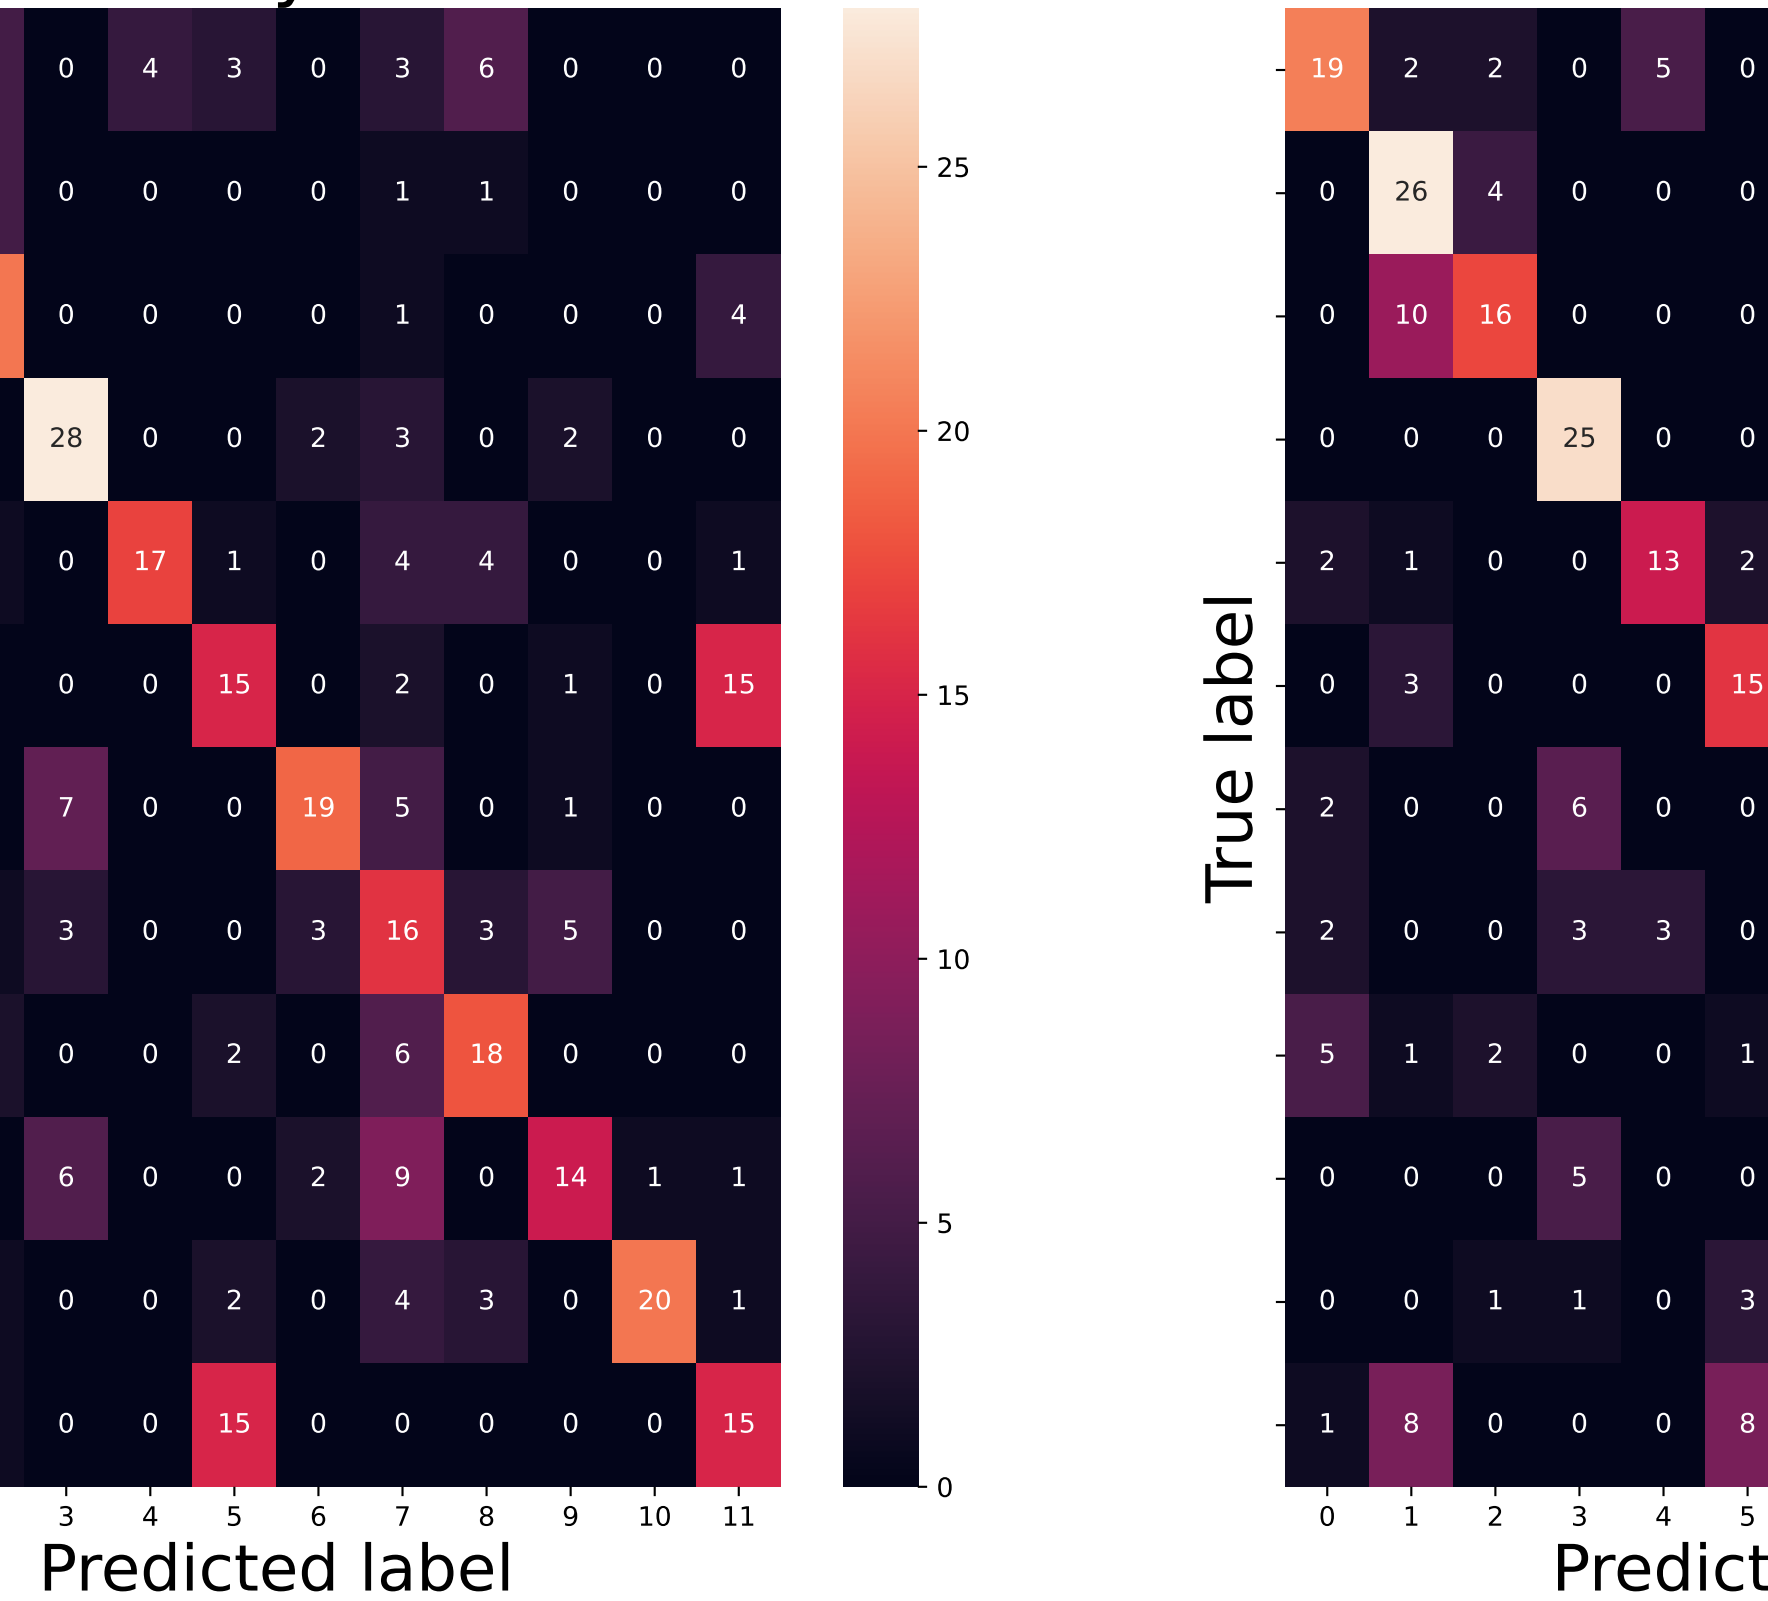 0 4 3 0 3 6 0 0 0
0 0 0 0 1 1 0 0 0
0 0 0 0 1 0 0 0 4
28 0 0 2 3 0 2 0 0
0 17 1 0 4 4 0 0 1
0 0 15 0 2 0 1 0 15
7 0 0 19 5 0 1 0 0
3 0 0 3 16 3 5 0 0
0 0 2 0 6 18 0 0 0
6 0 0 2 9 0 14 1 1
0 0 2 0 4 3 0 20 1
0 0 15 0 0 0 0 0 15
3 4 5 6 7 8 9 10 11
Predicted label
25
20
15
10
5
0
True label
19 2 2 0 5 0
0 26 4 0 0 0
0 10 16 0 0 0
0 0 0 25 0 0
2 1 0 0 13 2
0 3 0 0 0 15
2 0 0 6 0 0
2 0 0 3 3 0
5 1 2 0 0 1
0 0 0 5 0 0
0 0 1 1 0 3
1 8 0 0 0 8
0 1 2 3 4 5
Predict